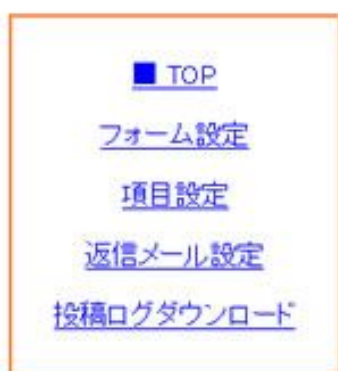 ■ TOP
フォーム設定
項目設定
返信メール設定
投稿ログダウンロード